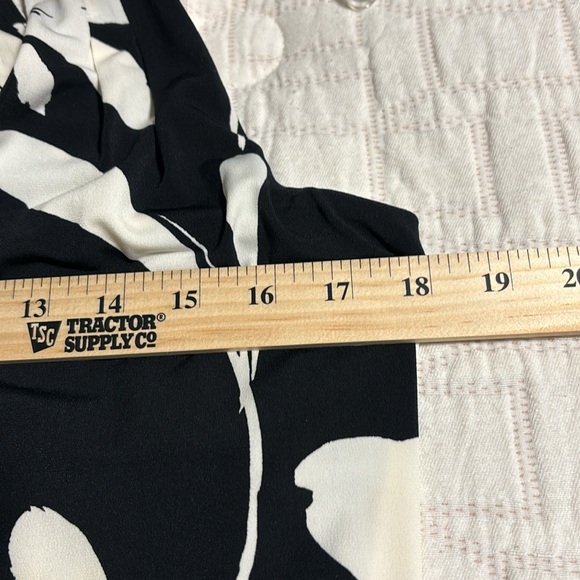 13 14 15 16 17 18 19 20
TSC TRACTOR®
SUPPLY CO